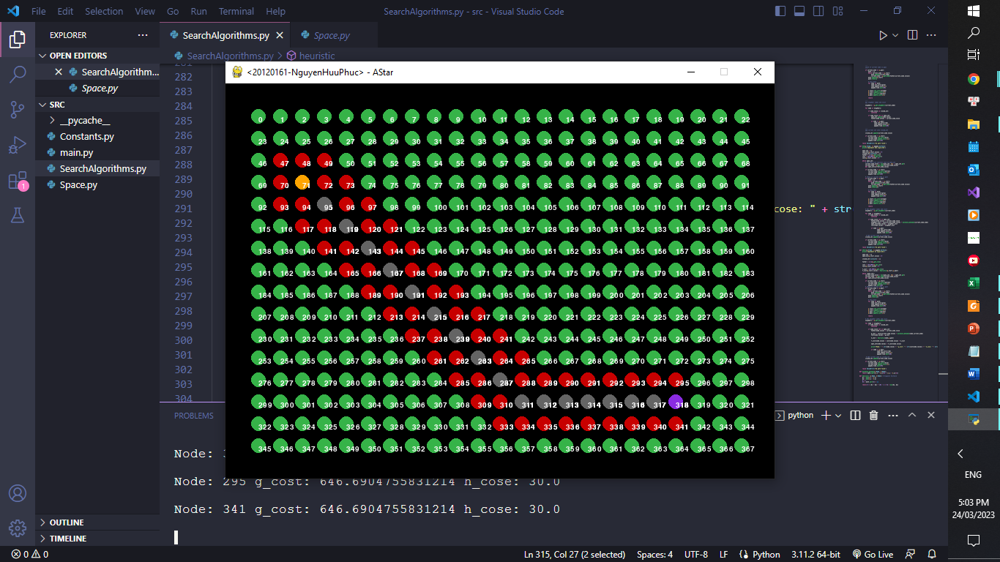 File Edit Selection View Go Run Terminal Help
SearchAlgorithms.py - src - Visual Studio Code
EXPLORER
OPEN EDITORS
SearchAlgorithm...
Space.py
SRC
__pycache__
Constants.py
main.py
SearchAlgorithms.py
Space.py
OUTLINE
TIMELINE
1
SearchAlgorithms.py Space.py
SearchAlgorithms.py > heuristic
282
283
284
285
286
287
288
289
290
291
292
293
294
295
296
297
298
299
300
301
302
303
304
cose: " + str
<20120161-NguyenHuuPhuc> - AStar
0 1 2 3 4 5 6 7 8 9 10 11 12 13 14 15 16 17 18 19 20 21 22
23 24 25 26 27 28 29 30 31 32 33 34 35 36 37 38 39 40 41 42 43 44 45
46 47 48 49 50 51 52 53 54 55 56 57 58 59 60 61 62 63 64 65 66 67 68
69 70 71 72 73 74 75 76 77 78 79 80 81 82 83 84 85 86 87 88 89 90 91
92 93 94 95 96 97 98 99 100 101 102 103 104 105 106 107 108 109 110 111 112 113 114
115 116 117 118 119 120 121 122 123 124 125 126 127 128 129 130 131 132 133 134 135 136 137
138 139 140 141 142 143 144 145 146 147 148 149 150 151 152 153 154 155 156 157 158 159 160
161 162 163 164 165 166 167 168 169 170 171 172 173 174 175 176 177 178 179 180 181 182 183
184 185 186 187 188 189 190 191 192 193 194 195 196 197 198 199 200 201 202 203 204 205 206
207 208 209 210 211 212 213 214 215 216 217 218 219 220 221 222 223 224 225 226 227 228 229
230 231 232 233 234 235 236 237 238 239 240 241 242 243 244 245 246 247 248 249 250 251 252
253 254 255 256 257 258 259 260 261 262 263 264 265 266 267 268 269 270 271 272 273 274 275
276 277 278 279 280 281 282 283 284 285 286 287 288 289 290 291 292 293 294 295 296 297 298
299 300 301 302 303 304 305 306 307 308 309 310 311 312 313 314 315 316 317 318 319 320 321
322 323 324 325 326 327 328 329 330 331 332 333 334 335 336 337 338 339 340 341 342 343 344
345 346 347 348 349 350 351 352 353 354 355 356 357 358 359 360 361 362 363 364 365 366 367
PROBLEMS
python
Node:
Node: 295 g_cost: 646.6904755831214 h_cose: 30.0
Node: 341 g_cost: 646.6904755831214 h_cose: 30.0
0 0
Ln 315, Col 27 (2 selected) Spaces: 4 UTF-8 LF Python 3.11.2 64-bit Go Live
ENG
5:03 PM
24/03/2023